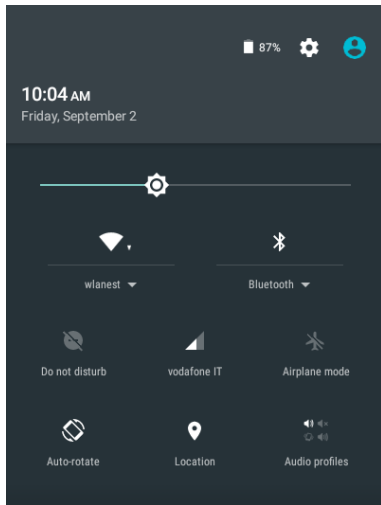 87%
10:04 AM
Friday, September 2
wlanest
Bluetooth
Do not disturb
vodafone IT
Airplane mode
Auto-rotate
Location
Audio profiles